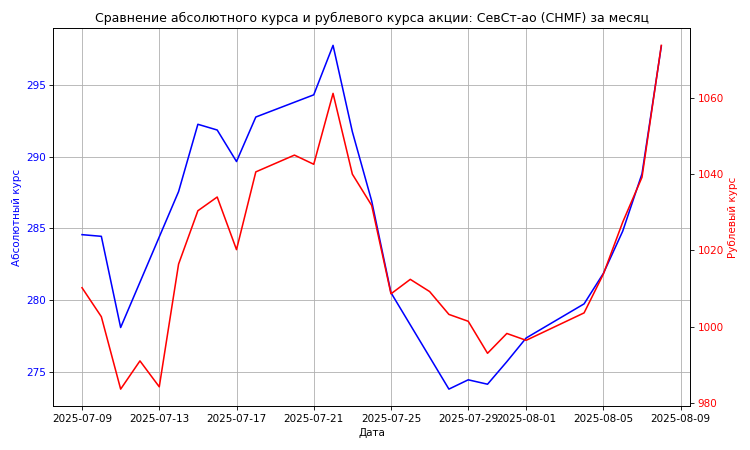 Сравнение абсолютного курса и рублевого курса акции: СевСт-ао (CHMF) за месяц
295
290
285
280
275
Абсолютный курс
1060
1040
1020
1000
980
Рублевый курс
2025-07-09 2025-07-13 2025-07-17 2025-07-21 2025-07-25 2025-07-29 2025-08-01 2025-08-05 2025-08-09
Дата